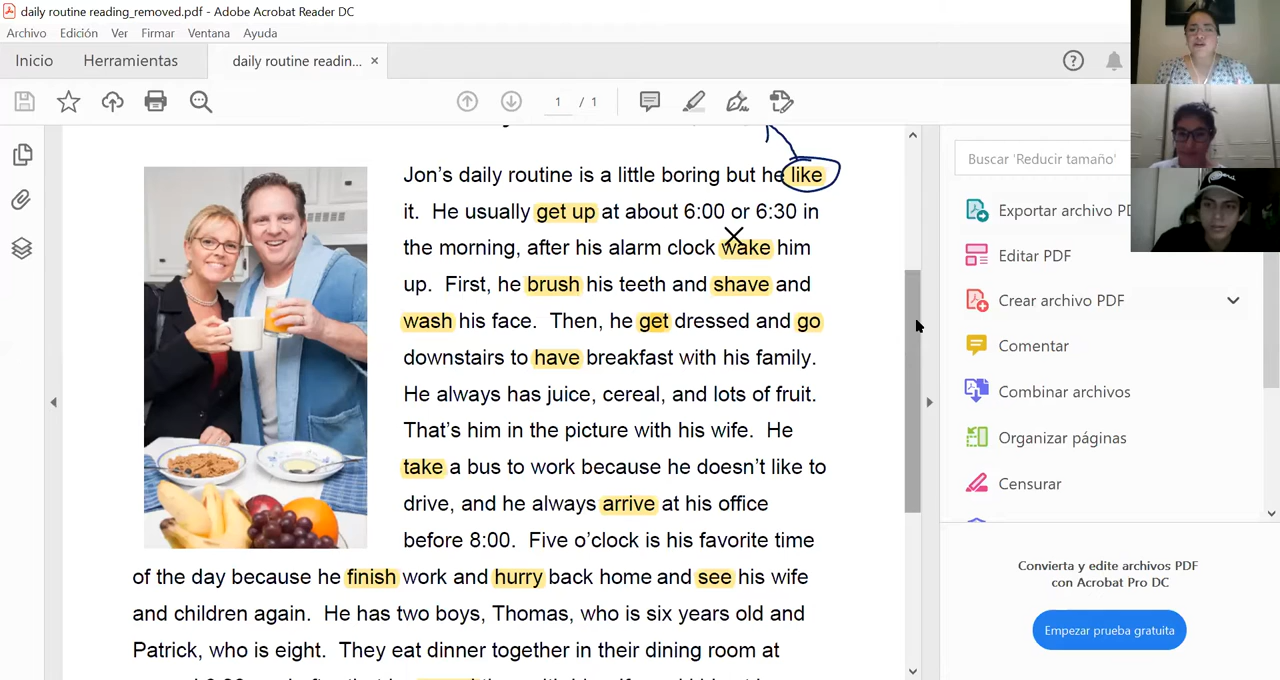 daily routine reading_removed.pdf - Adobe Acrobat Reader DC
Archivo Edición Ver Firmar Ventana Ayuda
Inicio Herramientas daily routine readin... ×
1 / 1
Jon's daily routine is a little boring but he like
it. He usually get up at about 6:00 or 6:30 in
the morning, after his alarm clock wake him
up. First, he brush his teeth and shave and
wash his face. Then, he get dressed and go
downstairs to have breakfast with his family.
He always has juice, cereal, and lots of fruit.
That's him in the picture with his wife. He
take a bus to work because he doesn't like to
drive, and he always arrive at his office
before 8:00. Five o'clock is his favorite time
of the day because he finish work and hurry back home and see his wife
and children again. He has two boys, Thomas, who is six years old and
Patrick, who is eight. They eat dinner together in their dining room at
Buscar 'Reducir tamaño'
Exportar archivo PD
Editar PDF
Crear archivo PDF
Comentar
Combinar archivos
Organizar páginas
Censurar
Convierta y edite archivos PDF
con Acrobat Pro DC
Empezar prueba gratuita